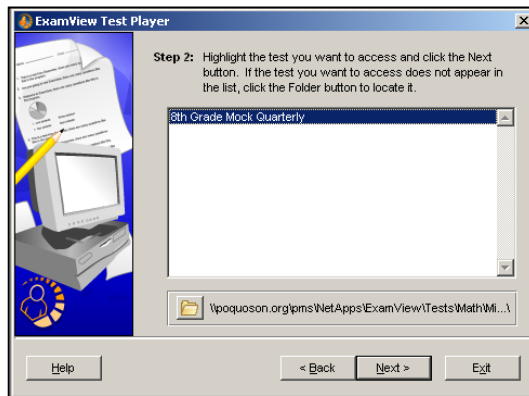 ExamView Test Player
Step 2: Highlight the test you want to access and click the Next
button. If the test you want to access does not appear in
the list, click the Folder button to locate it.
8th Grade Mock Quarterly
\\poquoson.org\pms\NetApps\ExamView\Tests\Math\Mi...\
Help
< Back
Next >
Exit